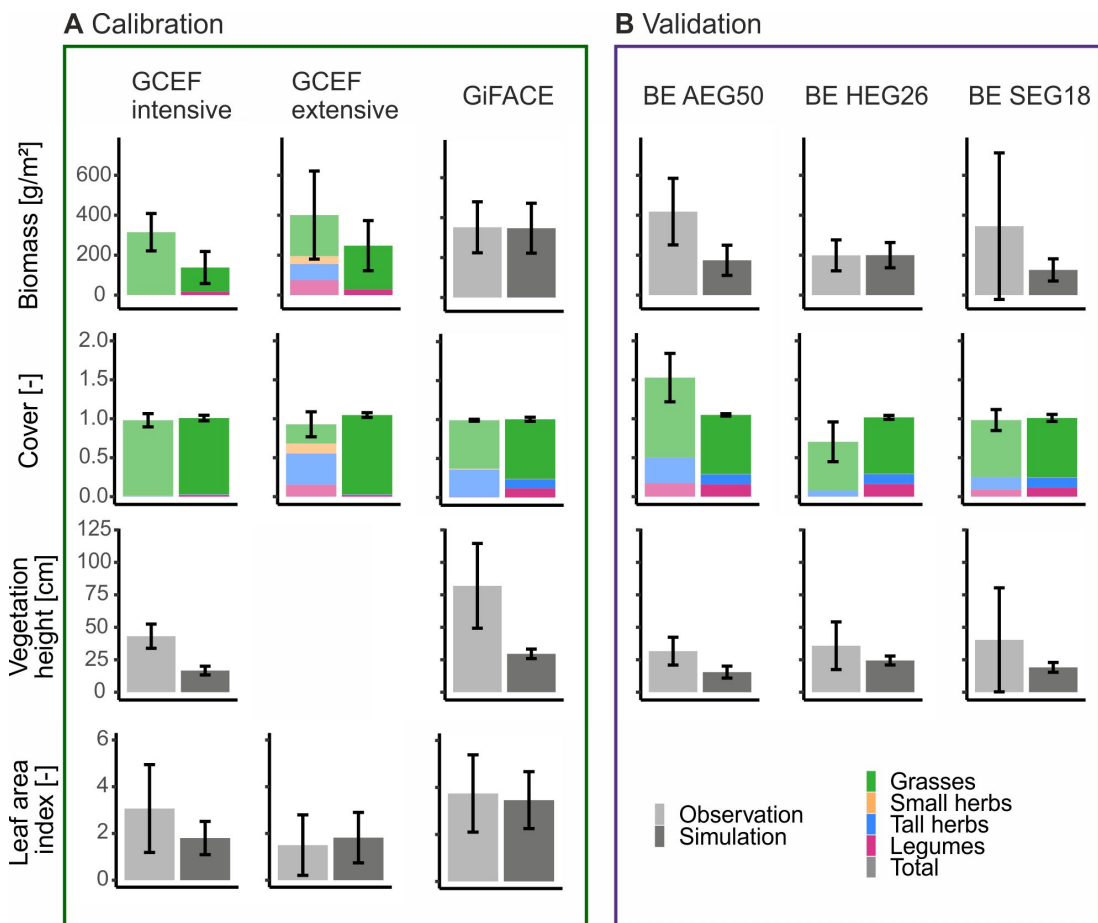 A Calibration
B Validation
GCEF
intensive
GCEF
extensive
GiFACE
BE AEG50
BE HEG26
BE SEG18
Biomass [g/m²]
600
400
200
0
Cover [-]
2.0
1.5
1.0
0.5
0.0
Vegetation
height [cm]
125
100
75
50
25
0
Leaf area
index [-]
6
4
2
0
Observation
Simulation
Grasses
Small herbs
Tall herbs
Legumes
Total